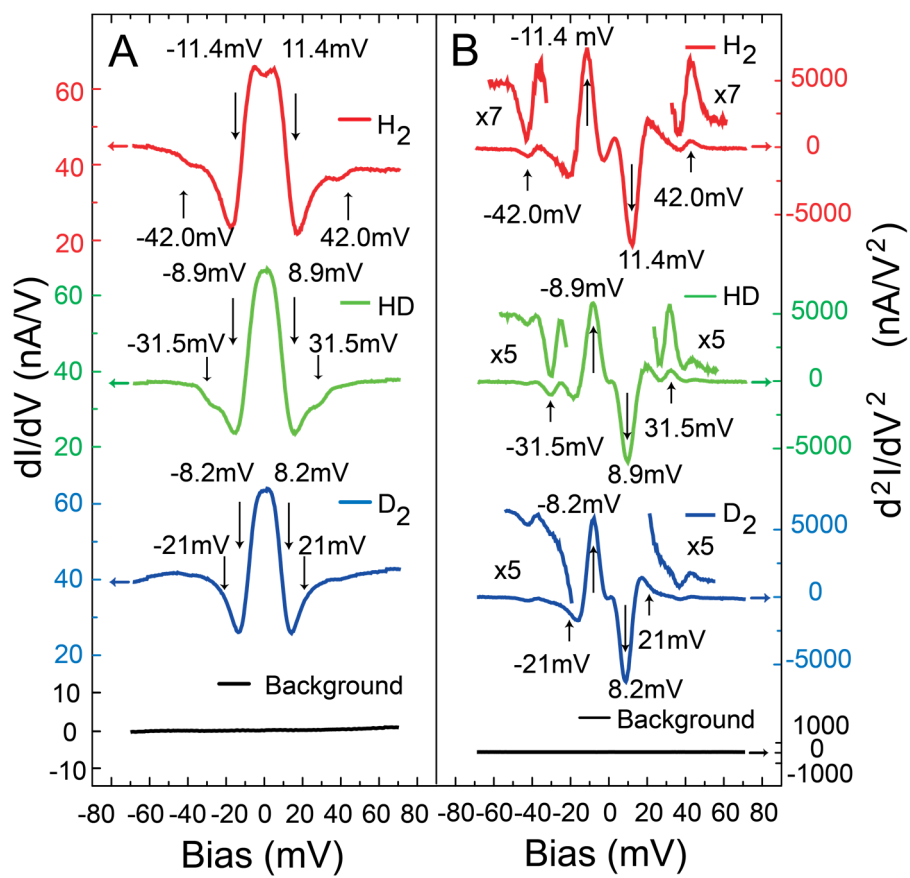 A
-11.4mV 11.4mV
H2
-42.0mV 42.0mV
-8.9mV 8.9mV
HD
-31.5mV 31.5mV
-8.2mV 8.2mV
D2
-21mV 21mV
Background
dI/dV (nA/V)
60
40
20
60
40
20
60
40
20
10
0
-10
-80 -60 -40 -20 0 20 40 60
Bias (mV)
B
-11.4 mV
H2
x7 x7
-42.0mV 42.0mV
11.4mV
-8.9mV
HD
x5 x5
-31.5mV 31.5mV
8.9mV
-8.2mV
D2
x5 x5
-21mV 21mV
8.2mV
Background
5000
0
-5000
5000
0
-5000
5000
0
-5000
1000
0
-1000
d2I/dV2 (nA/V2)
-80 -60 -40 -20 0 20 40 60 80
Bias (mV)